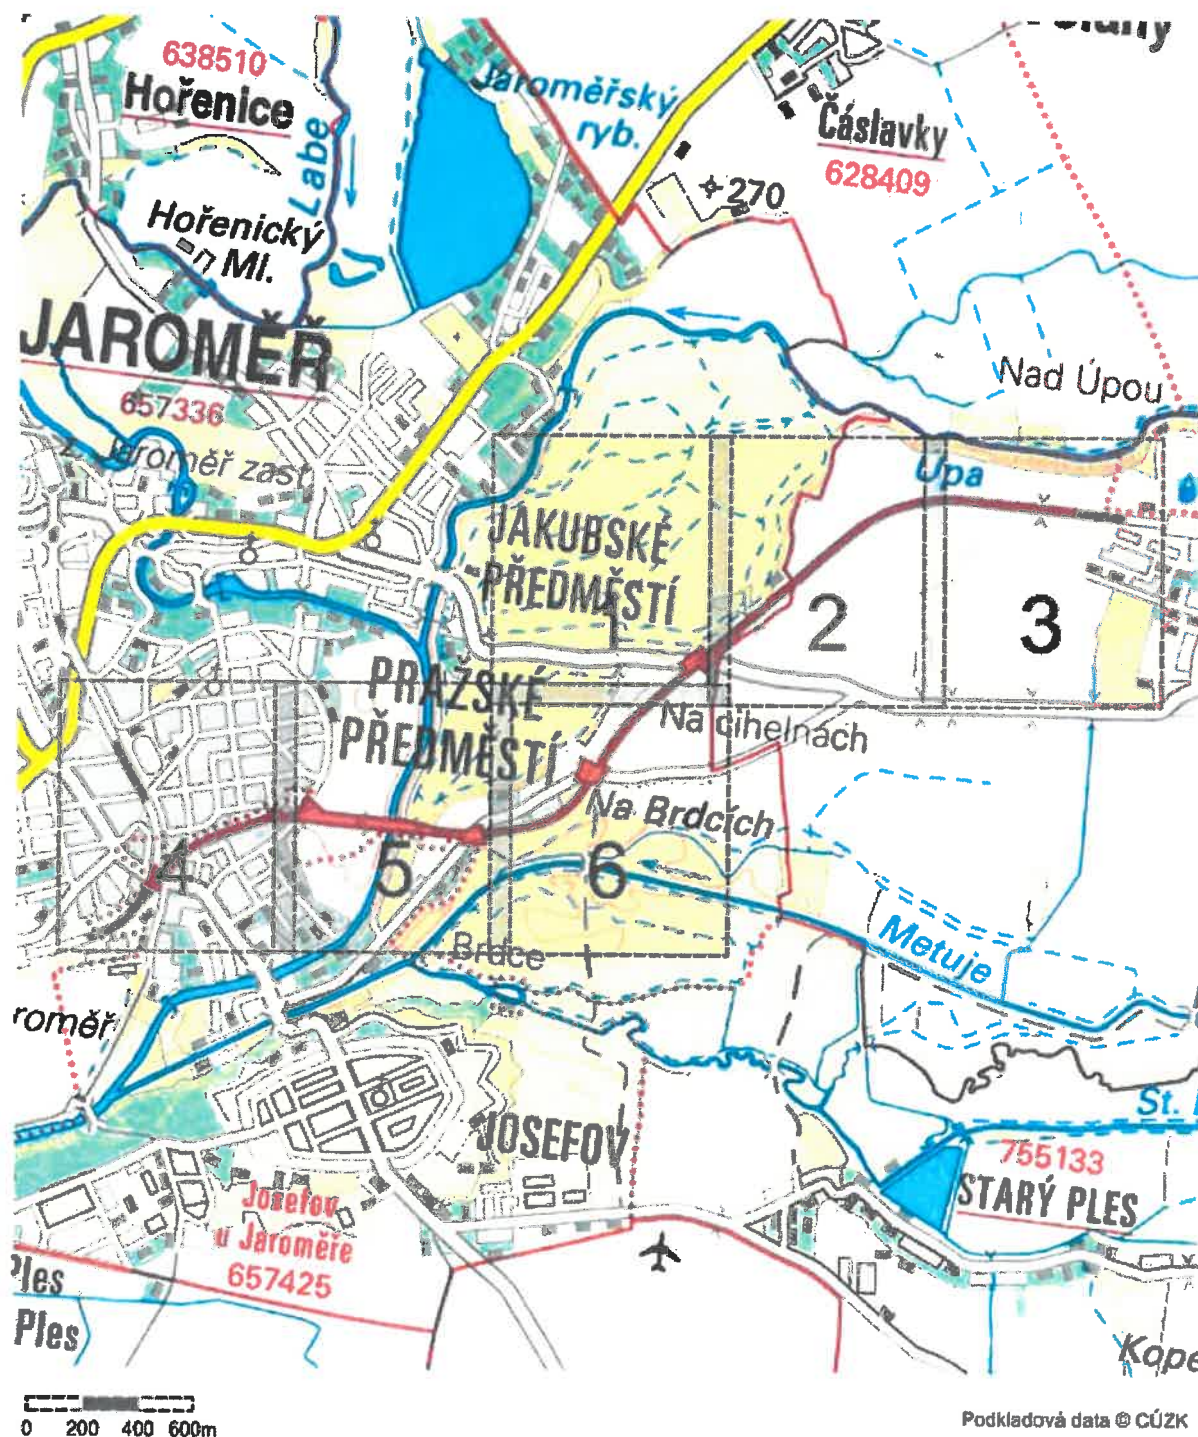 638510
Hořenice
Labe
Jaroměřský
ryb.
Čáslavky
628409
270
Hořenický
Ml.
JAROMĚŘ
657336
Jaroměř zast.
Nad Úpou
Úpa
JAKUBSKÉ
PŘEDMĚSTÍ
1
2
3
PRAŽSKÉ
PŘEDMĚSTÍ
Na cihelnách
Na Brdcích
4
5
6
Brdce
Metuje
roměř
JOSEFOV
St.
755133
STARÝ PLES
Josefov
u Jaroměře
657425
Ples
Ples
Kope
0 200 400 600m
Podkladová data © ČÚZK